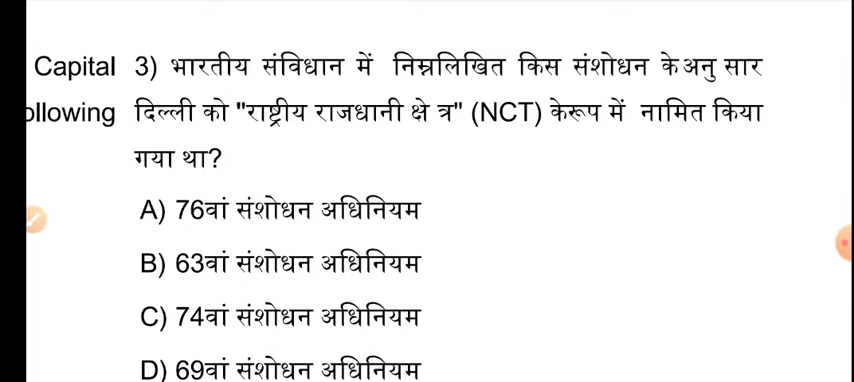 Capital 3) भारतीय संविधान में निम्नलिखित किस संशोधन के अनु सार
ollowing दिल्ली को "राष्ट्रीय राजधानी क्षे त्र" (NCT) केरूप में नामित किया
गया था?
A) 76वां संशोधन अधिनियम
B) 63वां संशोधन अधिनियम
C) 74वां संशोधन अधिनियम
D) 69वां संशोधन अधिनियम